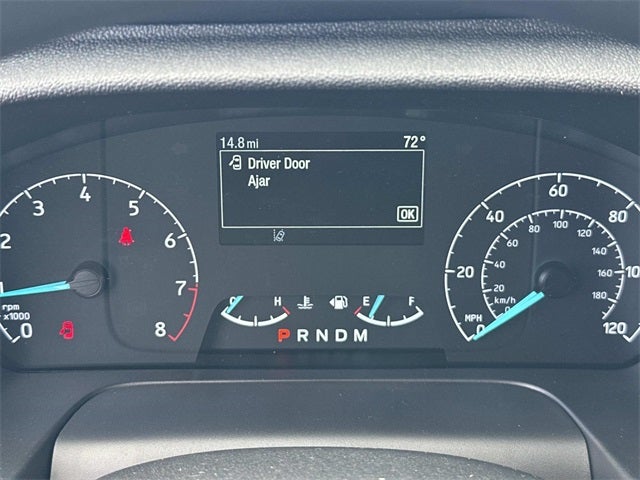 14.8 mi 72°
Driver Door
Ajar
OK
0 2 3 4 5 6 7 8
rpm
x1000
C H
E F
P R N D M
0 20 40 60 80 100 120
MPH
0 20 40 60 80 100 120 140 160 180
km/h